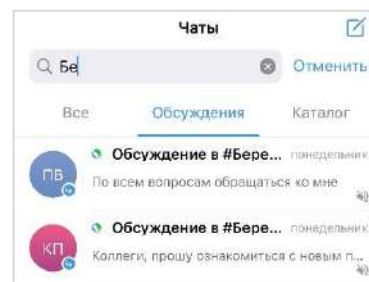 Чаты
Бе
Отменить
Все Обсуждения Каталог
Обсуждение в #Бере... понедельник
ПВ
По всем вопросам обращаться ко мне
Обсуждение в #Бере... понедельник
КП
Коллеги, прошу ознакомиться с новым п...